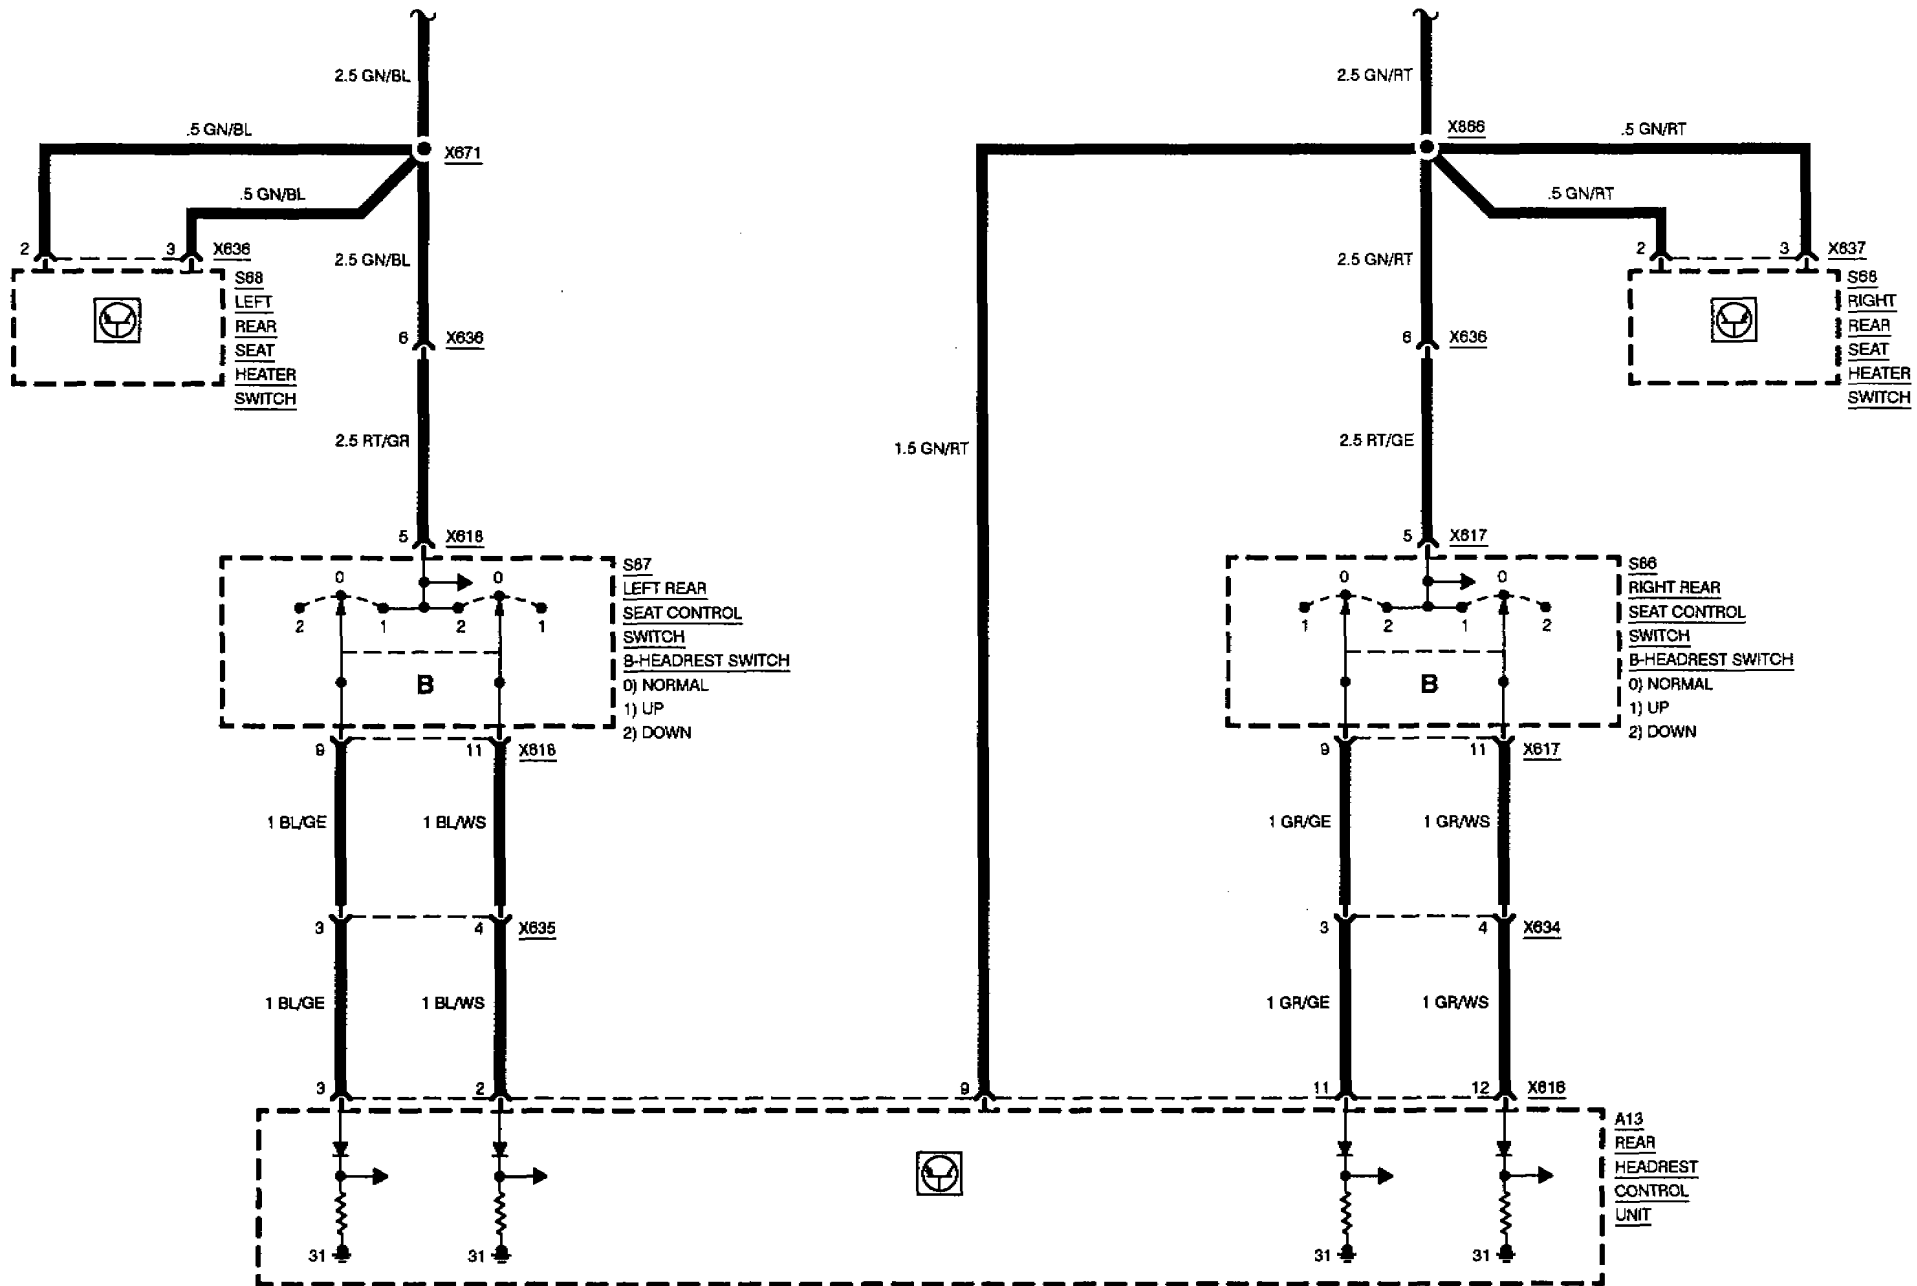 2.5 GN/BL
2.5 GN/RT
.5 GN/BL
X671
X866
.5 GN/RT
.5 GN/BL
.5 GN/RT
2
3
X636
2.5 GN/BL
2.5 GN/RT
2
3
X637
S68
LEFT
REAR
SEAT
HEATER
SWITCH
S68
RIGHT
REAR
SEAT
HEATER
SWITCH
6
X636
6
X636
2.5 RT/GR
1.5 GN/RT
2.5 RT/GE
5
X618
5
X617
S67
LEFT REAR
SEAT CONTROL
SWITCH
B-HEADREST SWITCH
0) NORMAL
1) UP
2) DOWN
0
0
2
1
2
1
B
S66
RIGHT REAR
SEAT CONTROL
SWITCH
B-HEADREST SWITCH
0) NORMAL
1) UP
2) DOWN
0
0
1
2
1
2
B
9
11
X616
9
11
X617
1 BL/GE
1 BL/WS
1 GR/GE
1 GR/WS
3
4
X635
3
4
X634
1 BL/GE
1 BL/WS
1 GR/GE
1 GR/WS
3
2
9
11
12
X616
A13
REAR
HEADREST
CONTROL
UNIT
31
31
31
31